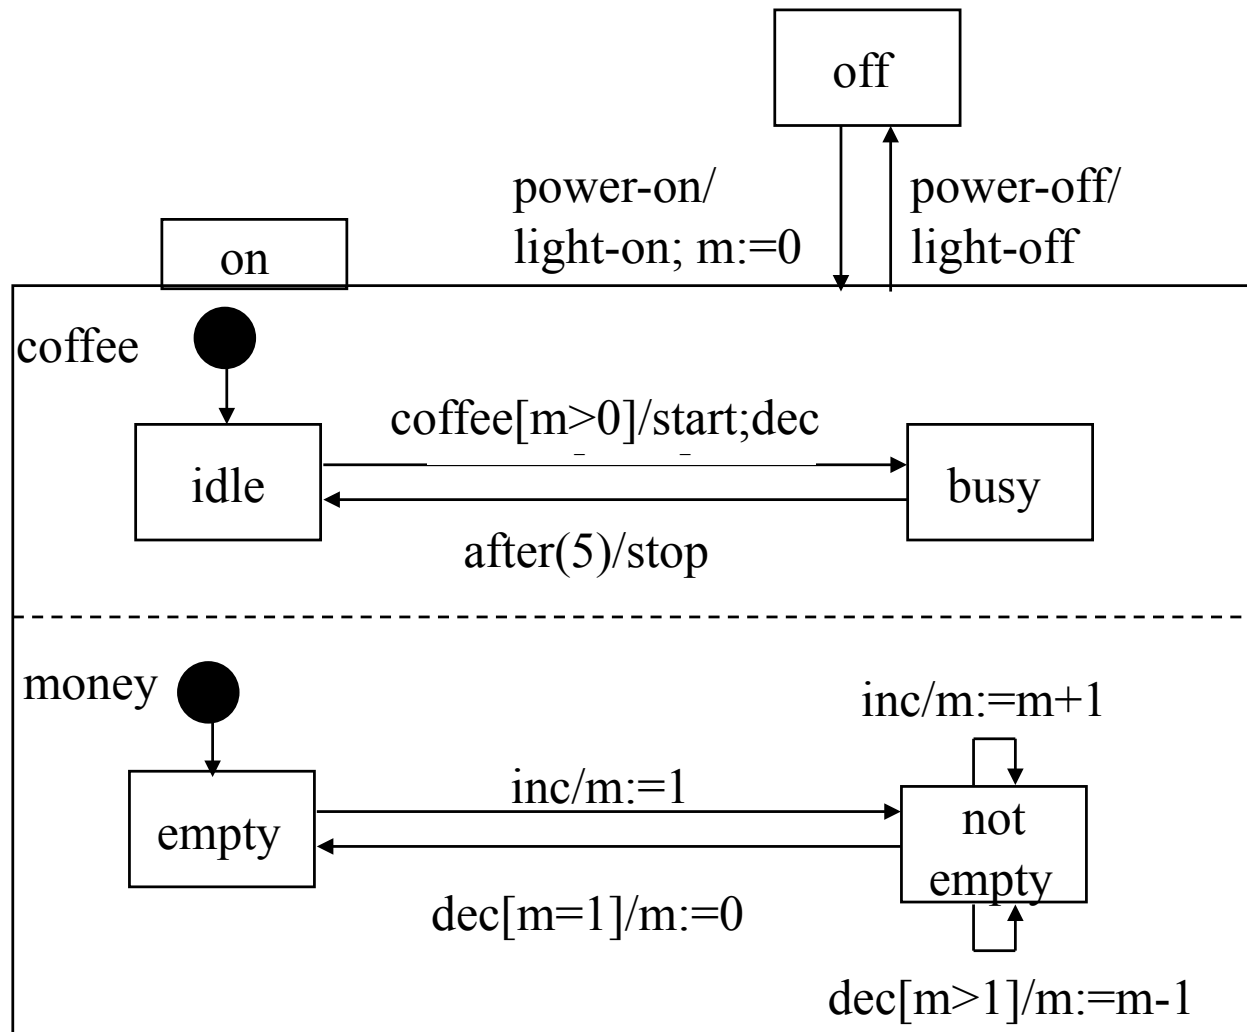 off
power-on/
light-on; m:=0
power-off/
light-off
on
coffee
coffee[m>0]/start;dec
idle
busy
after(5)/stop
money
inc/m:=m+1
inc/m:=1
empty
not
empty
dec[m=1]/m:=0
dec[m>1]/m:=m-1